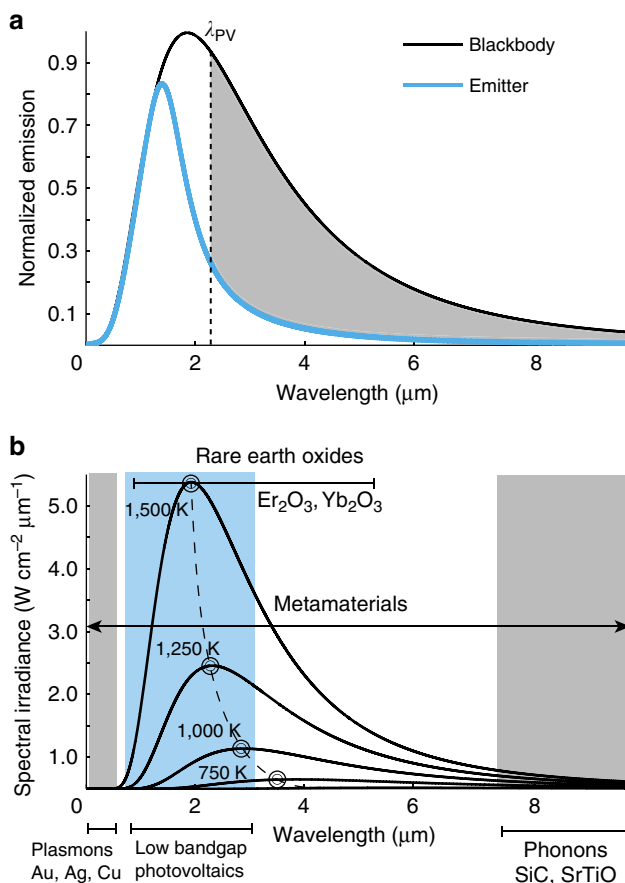 a
λPV
Blackbody
Emitter
Normalized emission
0.9
0.7
0.5
0.3
0.1
0 2 4 6 8
Wavelength (μm)
b
Rare earth oxides
Er₂O₃, Yb₂O₃
1,500 K
Metamaterials
1,250 K
1,000 K
750 K
Spectral irradiance (W cm⁻² μm⁻¹)
5.0
4.0
3.0
2.0
1.0
0 2 4 8
Wavelength (μm)
Plasmons
Au, Ag, Cu
Low bandgap
photovoltaics
Phonons
SiC, SrTiO